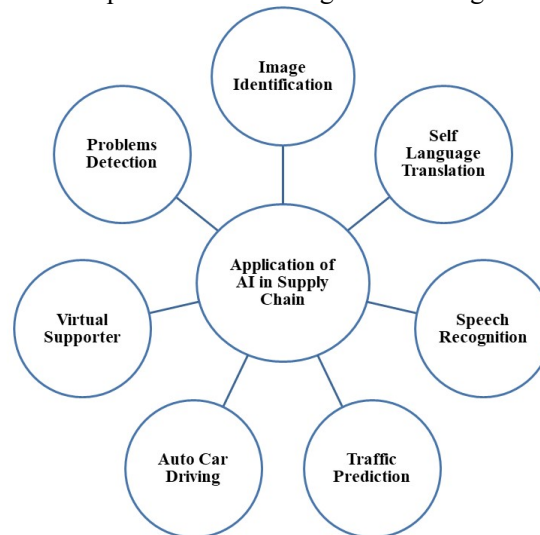 Image
Identification
Self
Language
Translation
Speech
Recognition
Traffic
Prediction
Auto Car
Driving
Virtual
Supporter
Problems
Detection
Application of
AI in Supply
Chain